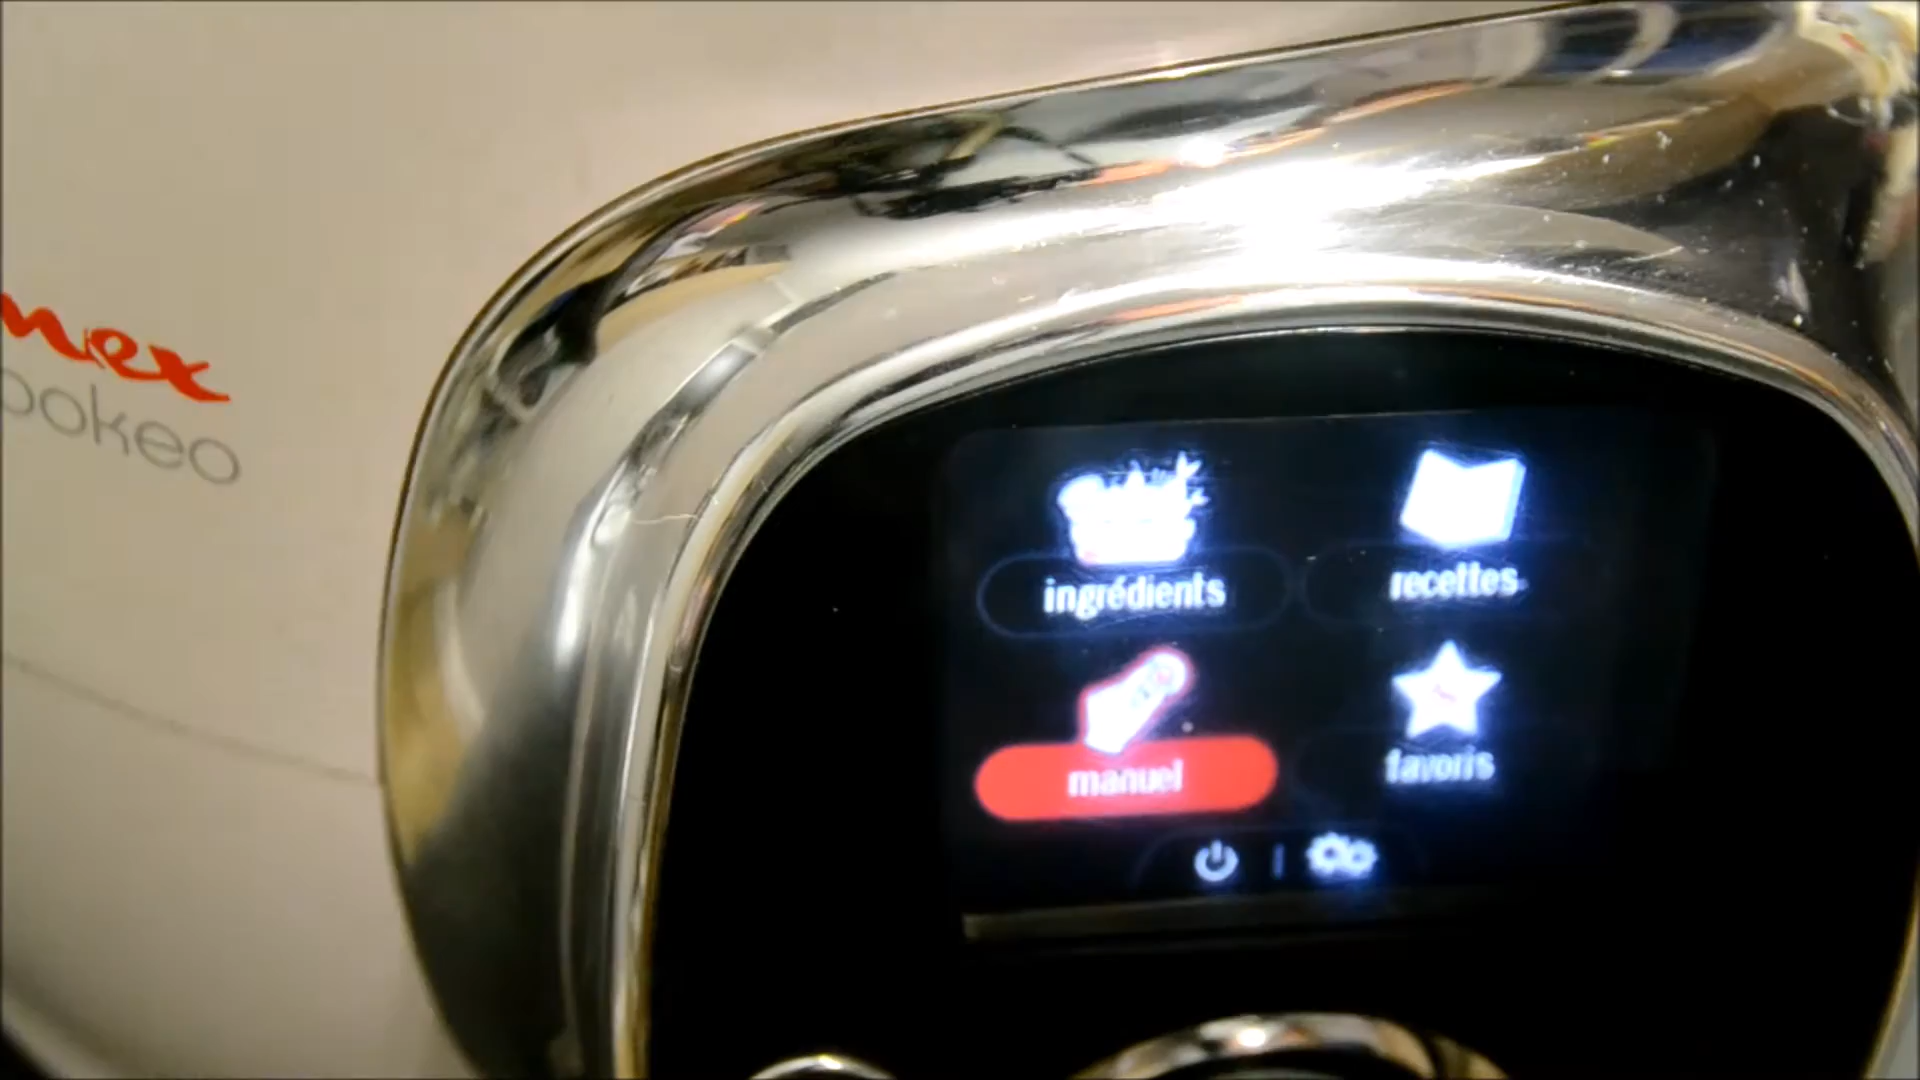 nex
ookeo
ingrédients
recettes
manuel
favoris